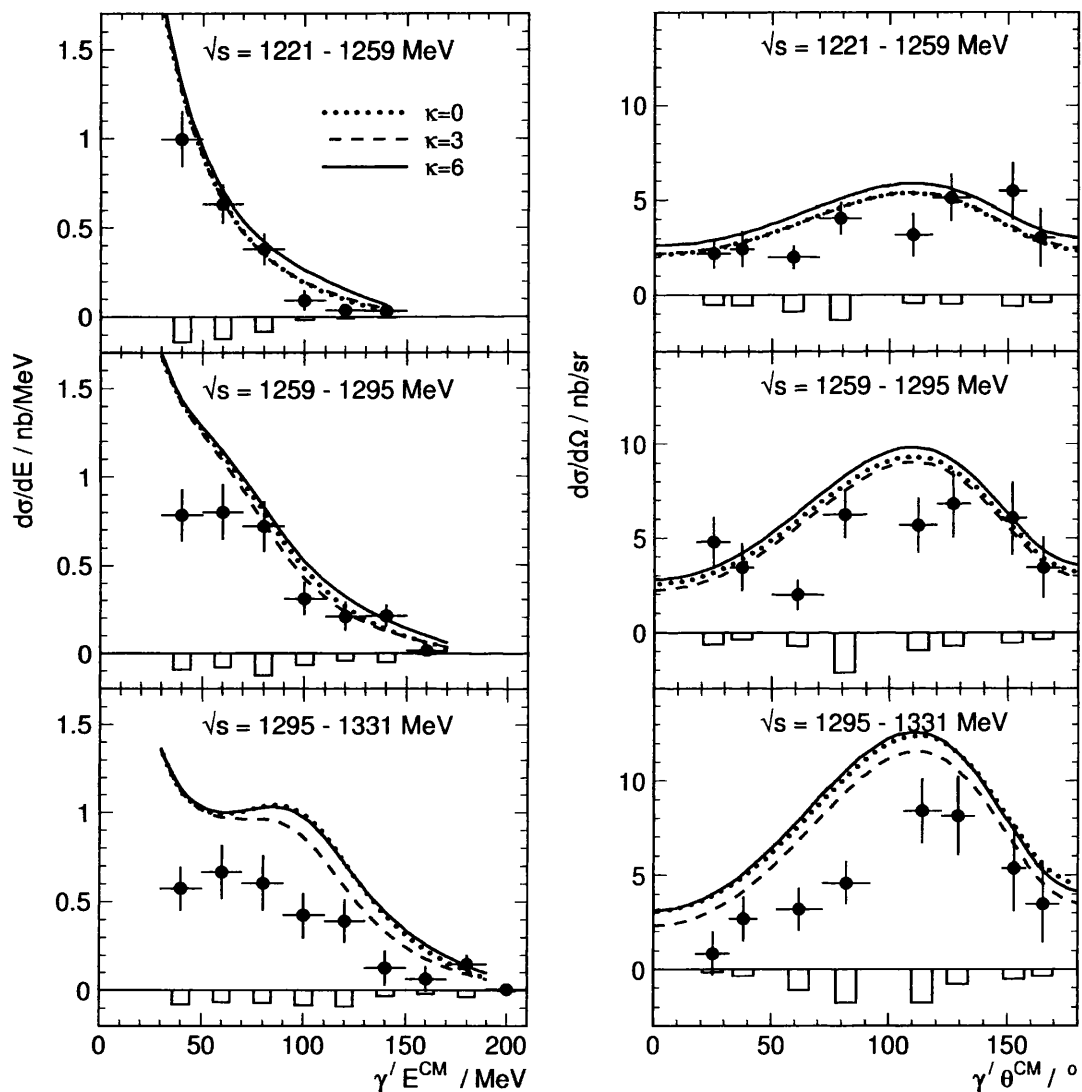 √s = 1221 - 1259 MeV
κ=0
κ=3
κ=6
1.5
1
0.5
0
√s = 1259 - 1295 MeV
1.5
1
0.5
0
√s = 1295 - 1331 MeV
1.5
1
0.5
0
0 50 100 150 200
dσ/dE / nb/MeV
γ′ E^CM / MeV
√s = 1221 - 1259 MeV
10
5
0
√s = 1259 - 1295 MeV
10
5
0
√s = 1295 - 1331 MeV
10
5
0
0 50 100 150
dσ/dΩ / nb/sr
γ′ θ^CM / °